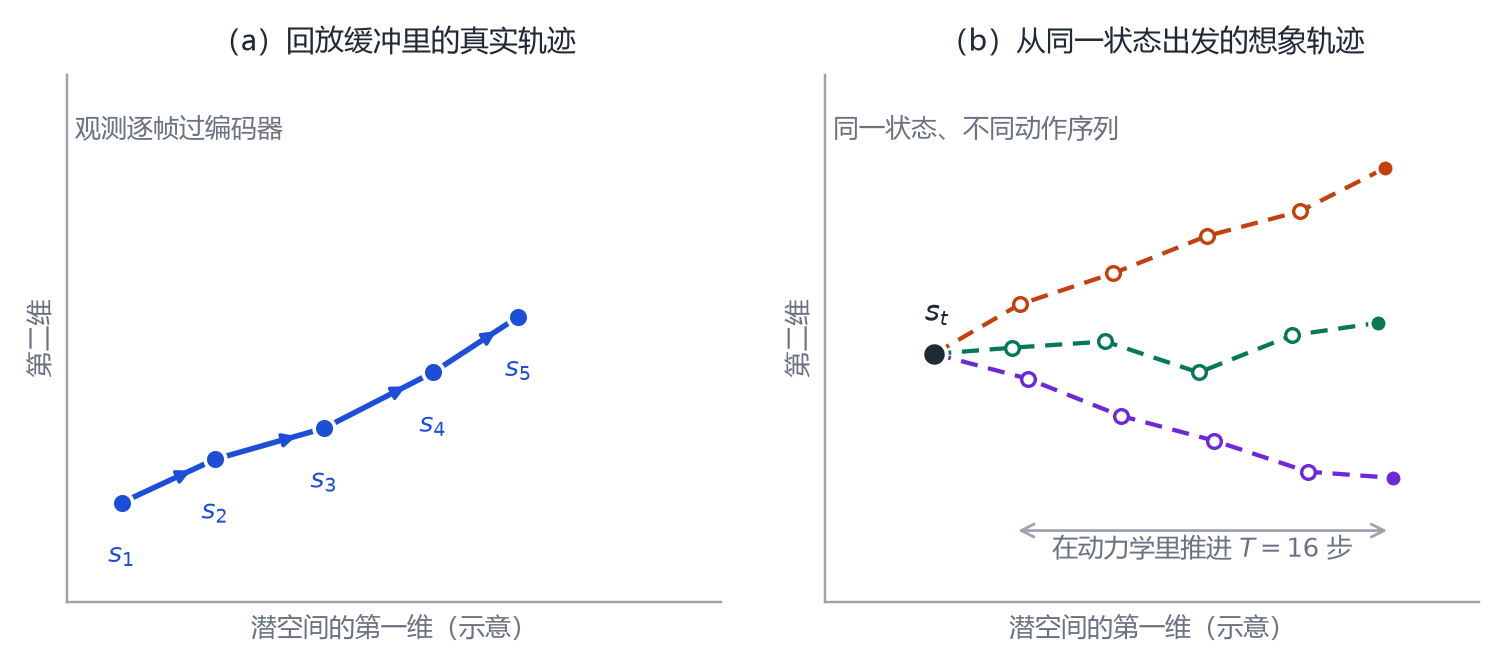 （a）回放缓冲里的真实轨迹
观测逐帧过编码器
第二维
s1
s2
s3
s4
s5
潜空间的第一维（示意）
（b）从同一状态出发的想象轨迹
同一状态、不同动作序列
第二维
st
在动力学里推进 T = 16 步
潜空间的第一维（示意）